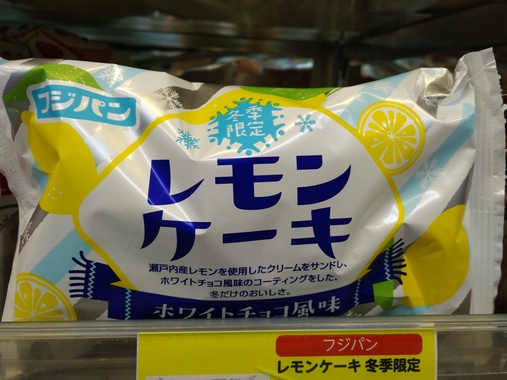 フジパン
冬季
限定
レモン
ケーキ
瀬戸内産レモンを使用したクリームをサンドし、
ホワイトチョコ風味のコーティングをした、
冬だけのおいしさ。
ホワイトチョコ風味
フジパン
レモンケーキ 冬季限定